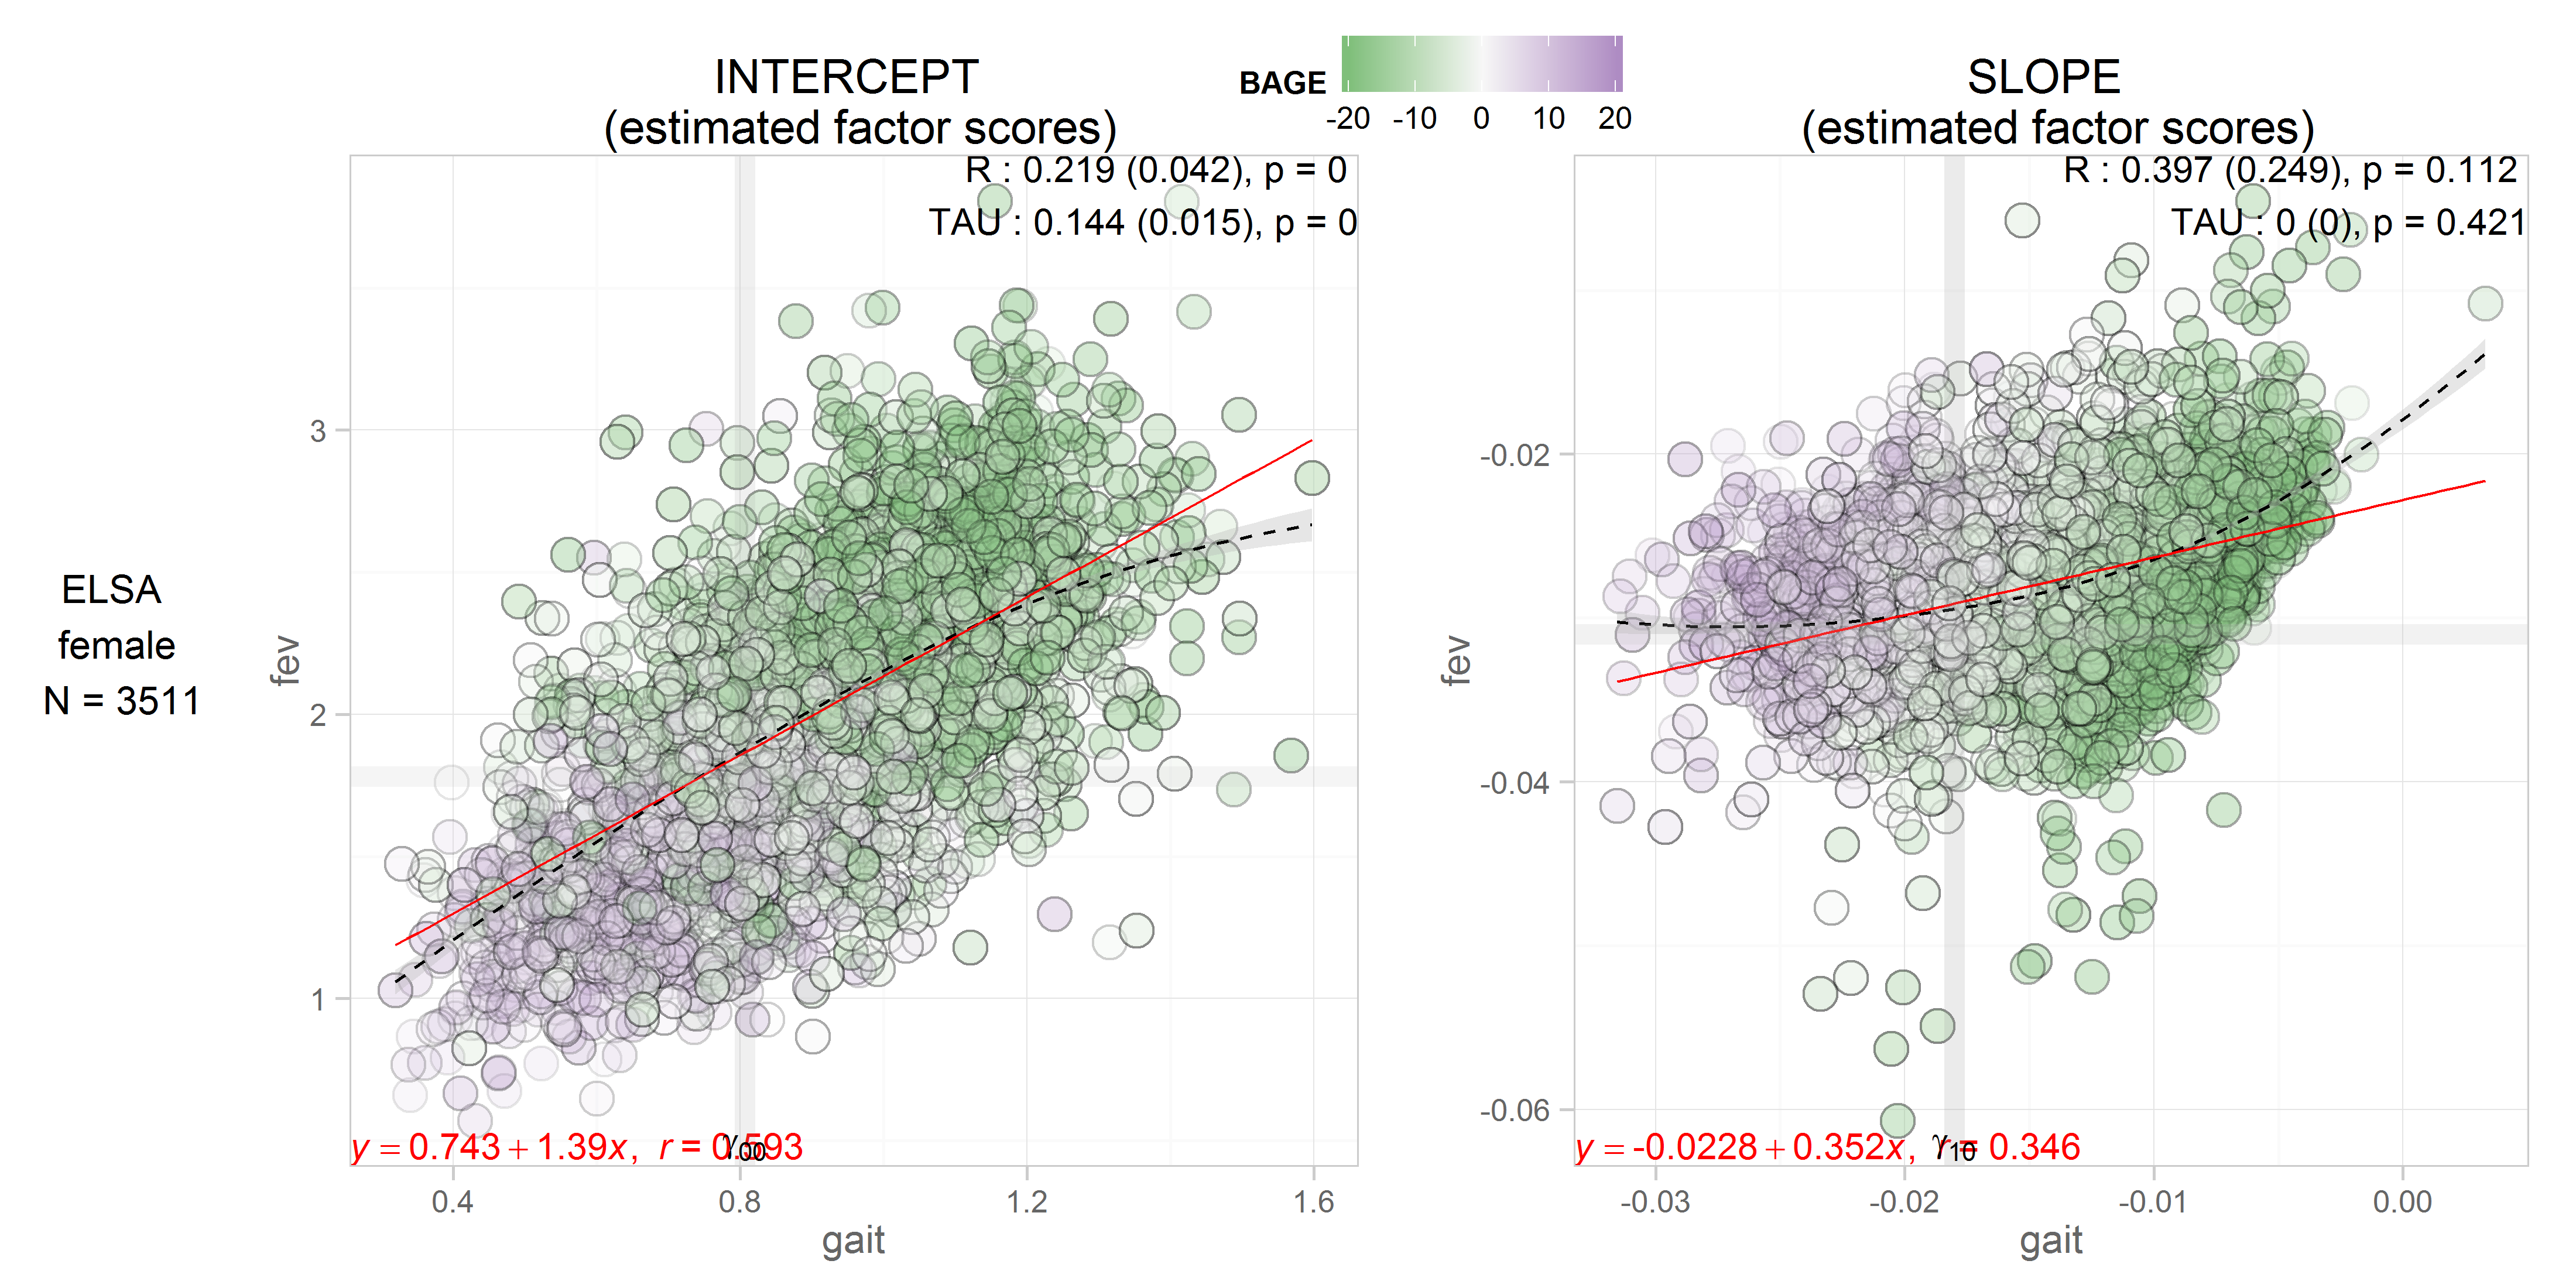 BAGE
-20 -10 0 10 20
INTERCEPT
(estimated factor scores)
SLOPE
(estimated factor scores)
ELSA
female
N = 3511
R : 0.219 (0.042), p = 0
TAU : 0.144 (0.015), p = 0
fev
3
2
1
y = 0.743 + 1.39x, r = 0.593
γ00
0.4 0.8 1.2 1.6
gait
R : 0.397 (0.249), p = 0.112
TAU : 0 (0), p = 0.421
fev
-0.02
-0.04
-0.06
y = -0.0228 + 0.352x, r = 0.346
γ10
-0.03 -0.02 -0.01 0.00
gait